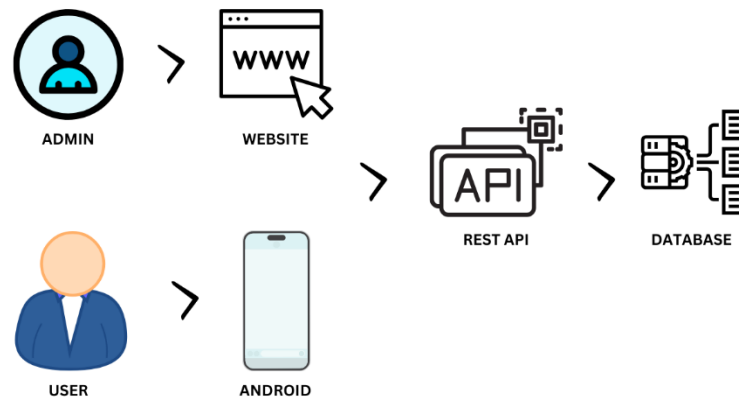 WWW
ADMIN
WEBSITE
API
REST API
DATABASE
USER
ANDROID